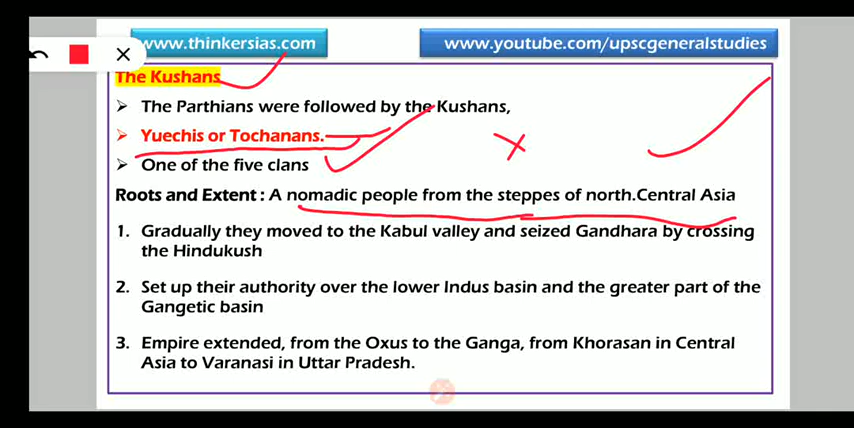 www.thinkersias.com www.youtube.com/upscgeneralstudies
The Kushans
➢ The Parthians were followed by the Kushans,
➢ Yuechis or Tochanans.
➢ One of the five clans
Roots and Extent : A nomadic people from the steppes of north.Central Asia
1. Gradually they moved to the Kabul valley and seized Gandhara by crossing
the Hindukush
2. Set up their authority over the lower Indus basin and the greater part of the
Gangetic basin
3. Empire extended, from the Oxus to the Ganga, from Khorasan in Central
Asia to Varanasi in Uttar Pradesh.